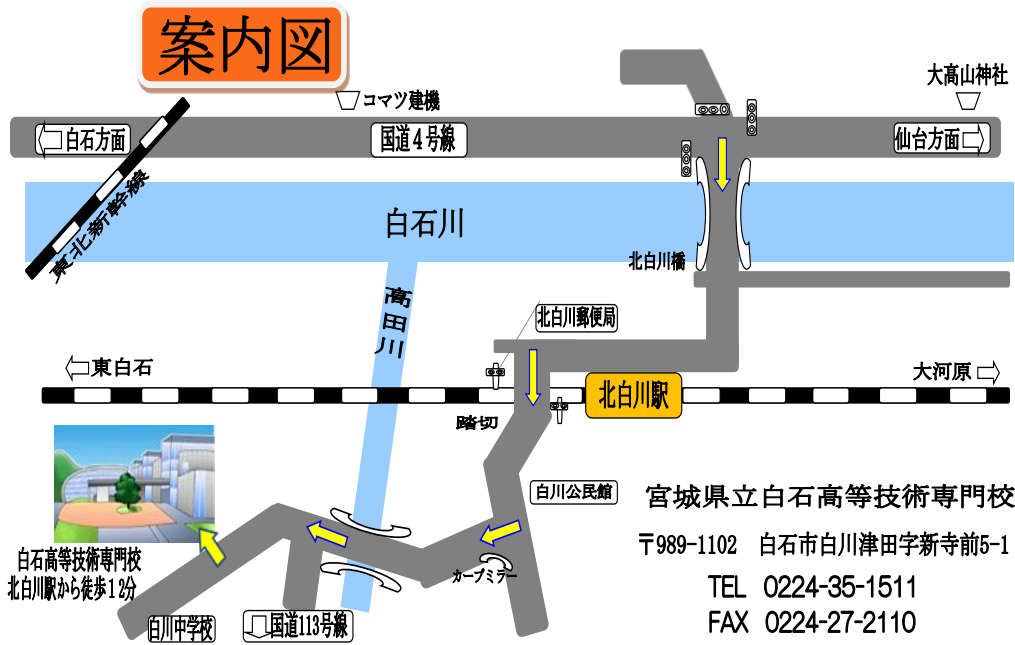 案内図
コマツ建機
大高山神社
白石方面
国道4号線
仙台方面
東北新幹線
白石川
北白川橋
高田川
北白川郵便局
東白石
大河原
北白川駅
踏切
白川公民館
宮城県立白石高等技術専門校
〒989-1102 白石市白川津田字新寺前5-1
TEL 0224-35-1511
FAX 0224-27-2110
カーブミラー
白石高等技術専門校
北白川駅から徒歩12分
白川中学校
国道113号線